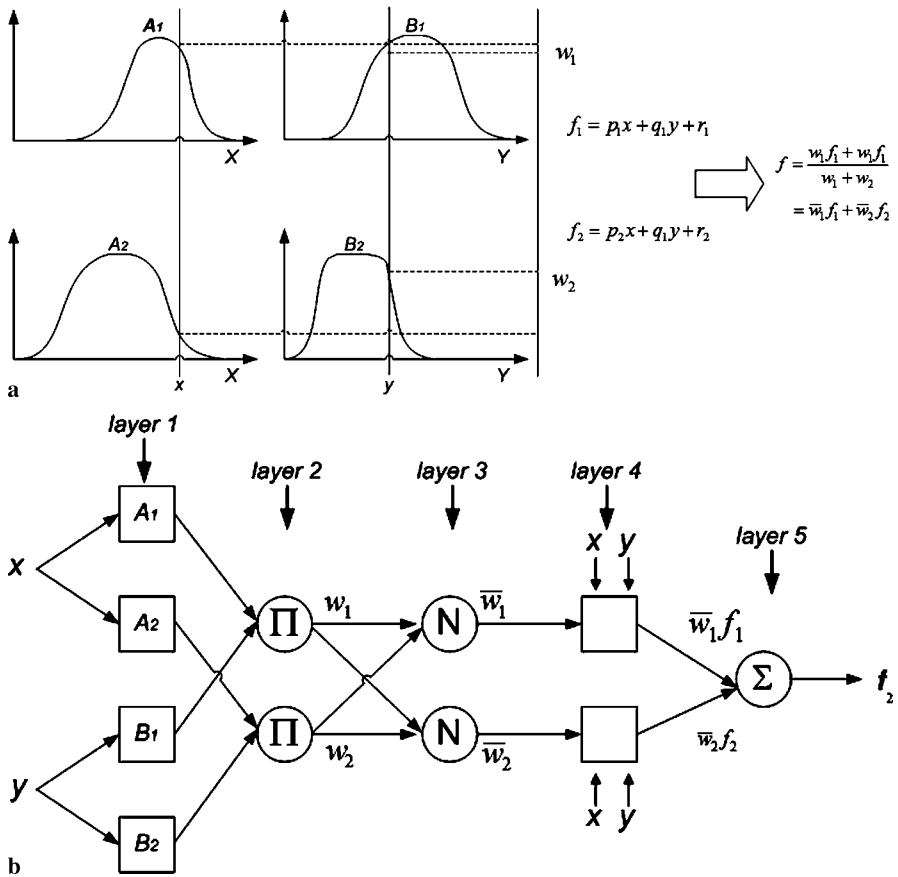 A1
B1
w₁
X
Y
f₁ = p₁x + q₁y + r₁
f = (w₁f₁ + w₁f₁) / (w₁ + w₂)
= w̅₁f₁ + w̅₂f₂
f₂ = p₂x + q₁y + r₂
A2
B2
w₂
X
Y
x
y
a
layer 1
layer 2
layer 3
layer 4
layer 5
A1
x
A2
B1
y
B2
Π
w₁
N
w̅₁
x y
w̅₁f₁
Σ
f₂
Π
w₂
N
w̅₂
w̅₂f₂
x y
b